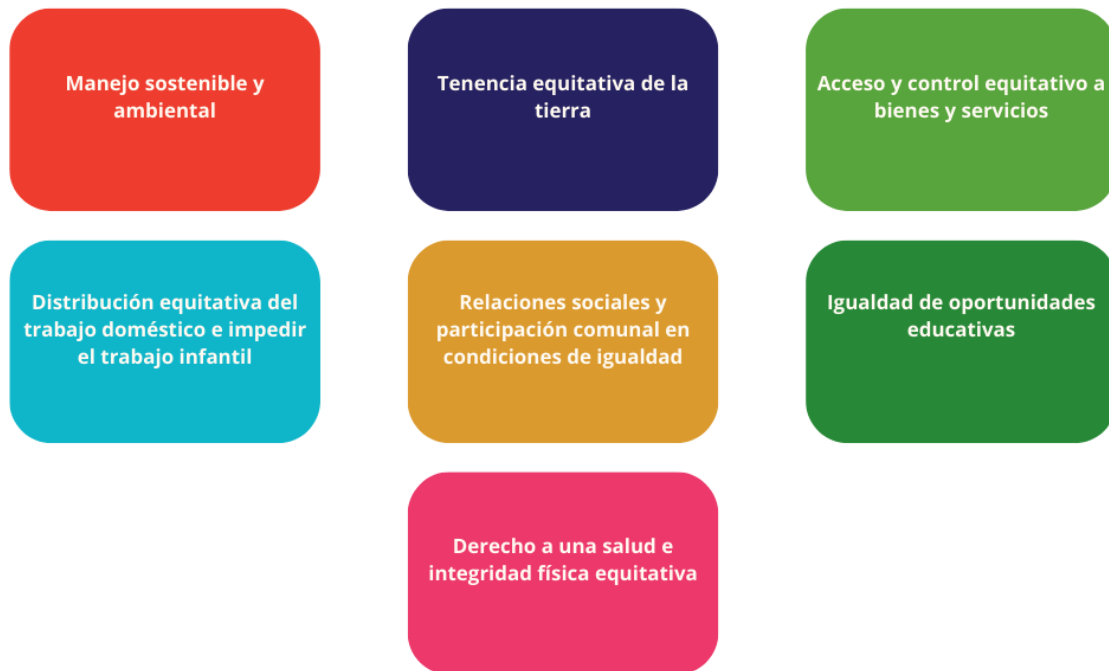 Manejo sostenible y
ambiental
Tenencia equitativa de la
tierra
Acceso y control equitativo a
bienes y servicios
Distribución equitativa del
trabajo doméstico e impedir
el trabajo infantil
Relaciones sociales y
participación comunal en
condiciones de igualdad
Igualdad de oportunidades
educativas
Derecho a una salud e
integridad física equitativa